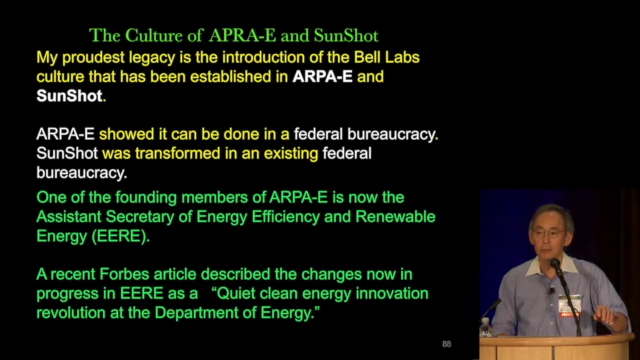 The Culture of APRA-E and SunShot
My proudest legacy is the introduction of the Bell Labs
culture that has been established in ARPA-E and
SunShot.
ARPA-E showed it can be done in a federal bureaucracy.
SunShot was transformed in an existing federal
bureaucracy.
One of the founding members of ARPA-E is now the
Assistant Secretary of Energy Efficiency and Renewable
Energy (EERE).
A recent Forbes article described the changes now in
progress in EERE as a “Quiet clean energy innovation
revolution at the Department of Energy.”
88